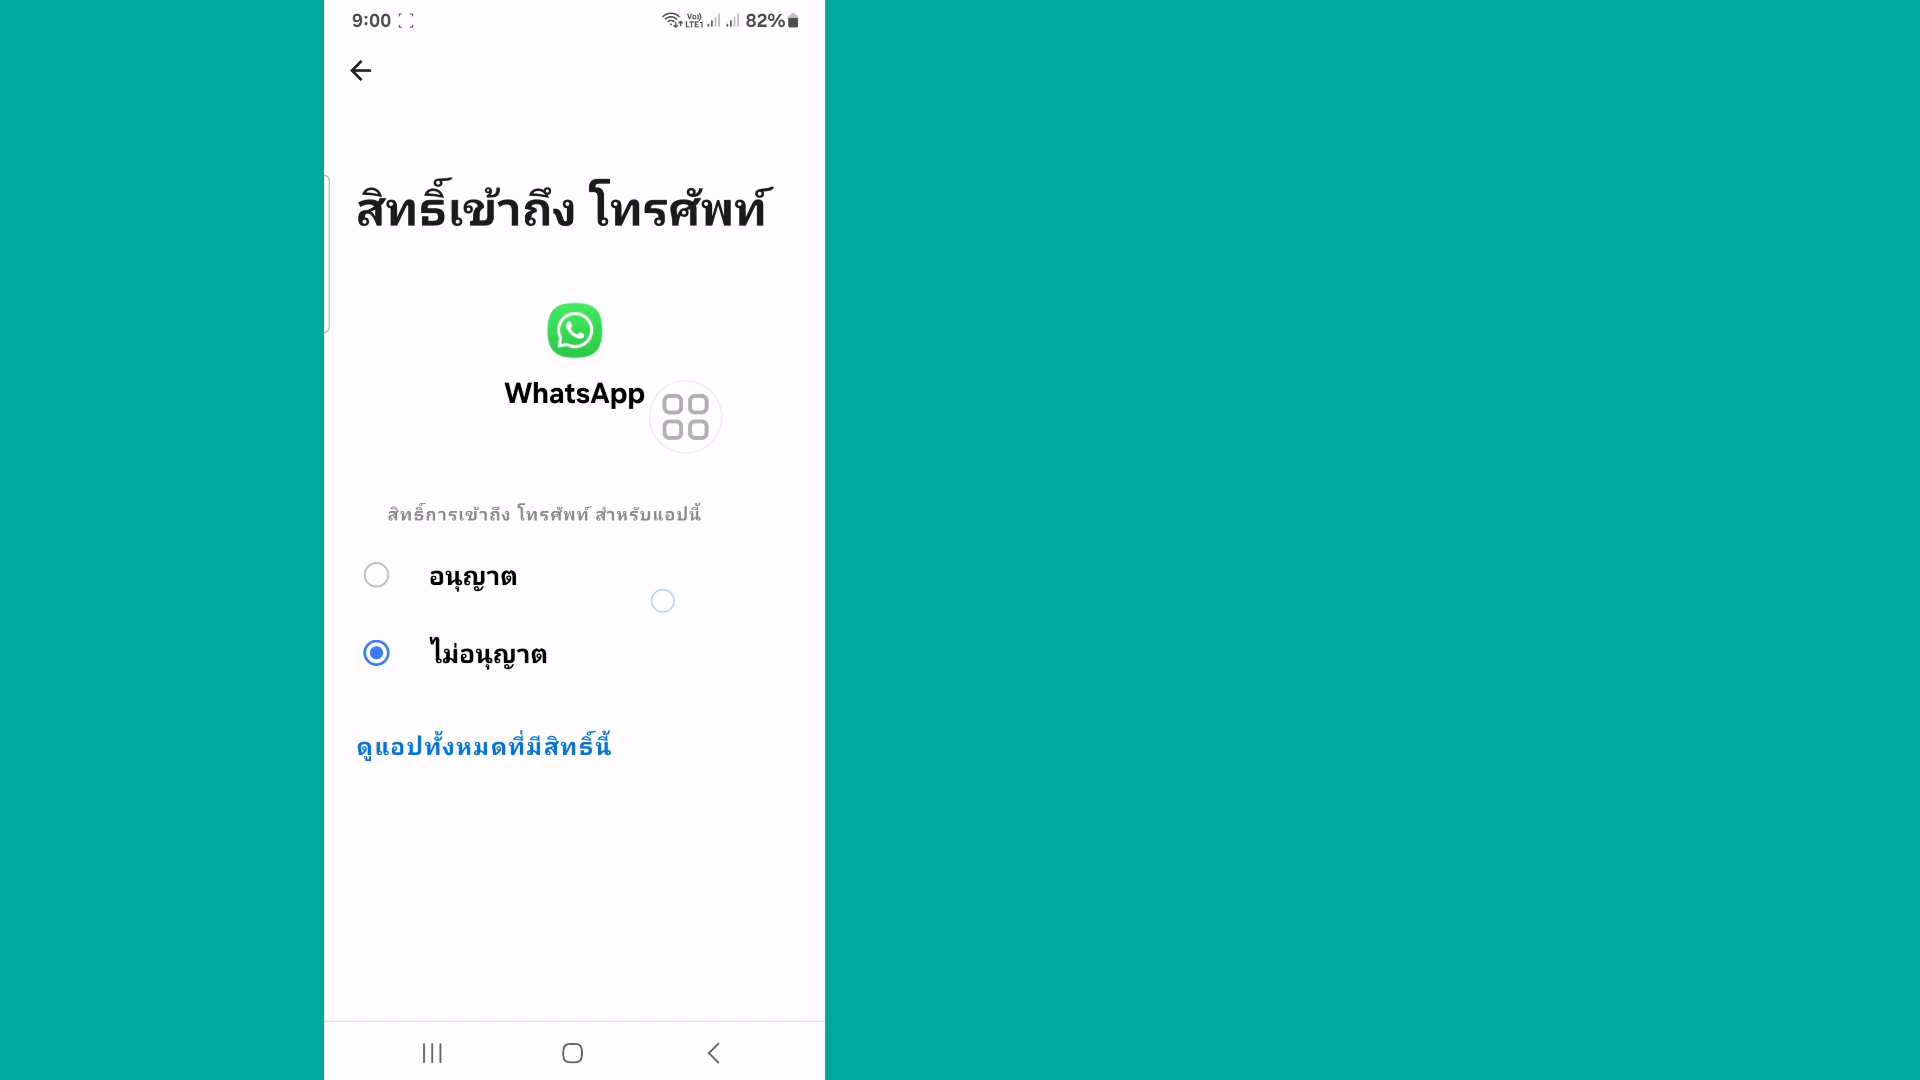 9:00
Vo))
LTE1
82%
สิทธิ์เข้าถึง โทรศัพท์
WhatsApp
สิทธิ์การเข้าถึง โทรศัพท์ สำหรับแอปนี้
อนุญาต
ไม่อนุญาต
ดูแอปทั้งหมดที่มีสิทธิ์นี้